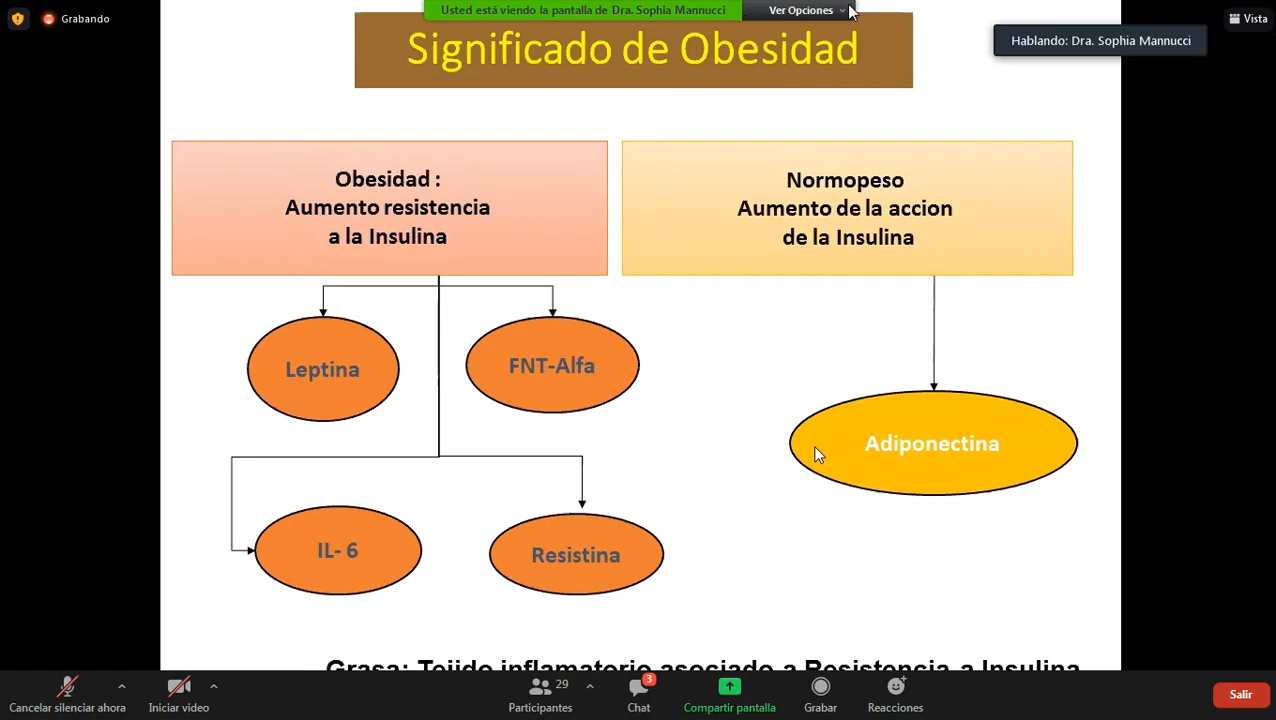 Grabando
Usted está viendo la pantalla de Dra. Sophia Mannucci
Ver Opciones
Vista
Hablando: Dra. Sophia Mannucci
Significado de Obesidad
Obesidad :
Aumento resistencia
a la Insulina
Normopeso
Aumento de la accion
de la Insulina
Leptina
FNT-Alfa
Adiponectina
IL- 6
Resistina
Grasa: Tejido inflamatorio asociado a Resistencia a Insulina
Cancelar silenciar ahora
Iniciar video
29
Participantes
3
Chat
Compartir pantalla
Grabar
Reacciones
Salir